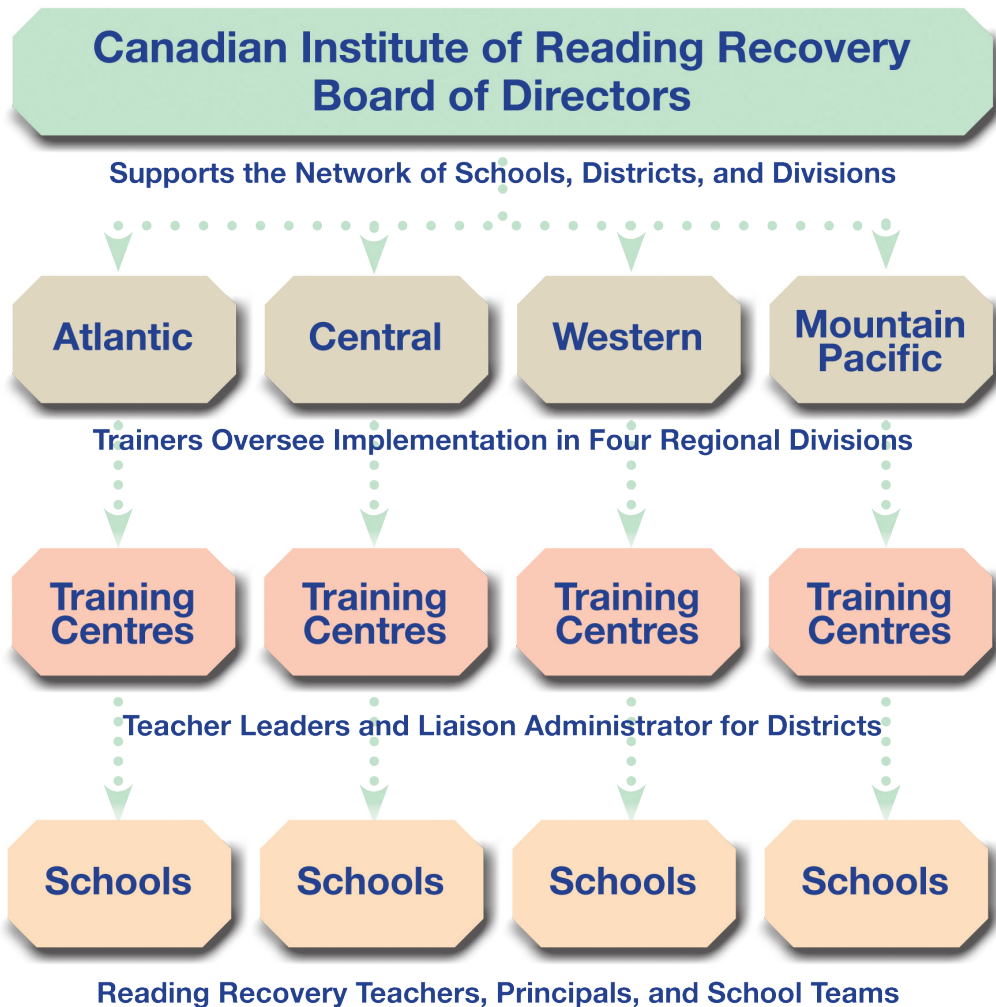 Canadian Institute of Reading Recovery
Board of Directors
Supports the Network of Schools, Districts, and Divisions
Atlantic
Central
Western
Mountain
Pacific
Trainers Oversee Implementation in Four Regional Divisions
Training
Centres
Training
Centres
Training
Centres
Training
Centres
Teacher Leaders and Liaison Administrator for Districts
Schools
Schools
Schools
Schools
Reading Recovery Teachers, Principals, and School Teams